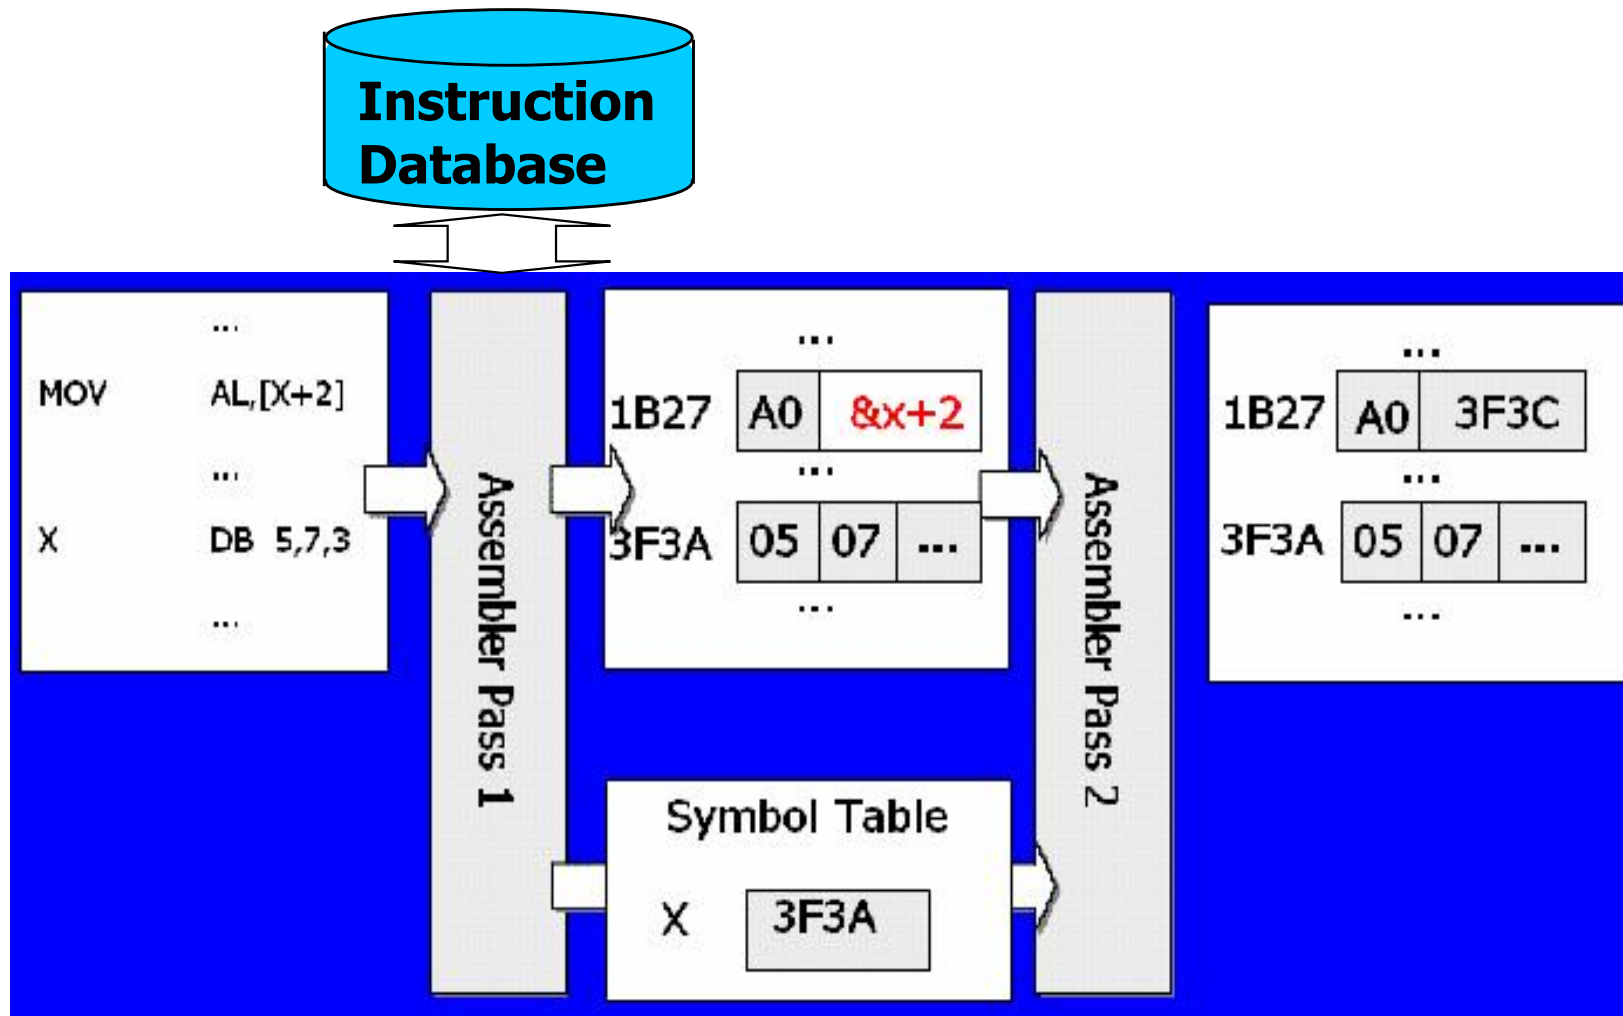 Instruction
Database
...
MOV AL,[X+2]
...
X DB 5,7,3
...
Assembler Pass 1
...
1B27 A0 &x+2
...
3F3A 05 07 ...
...
Symbol Table
X 3F3A
Assembler Pass 2
...
1B27 A0 3F3C
...
3F3A 05 07 ...
...